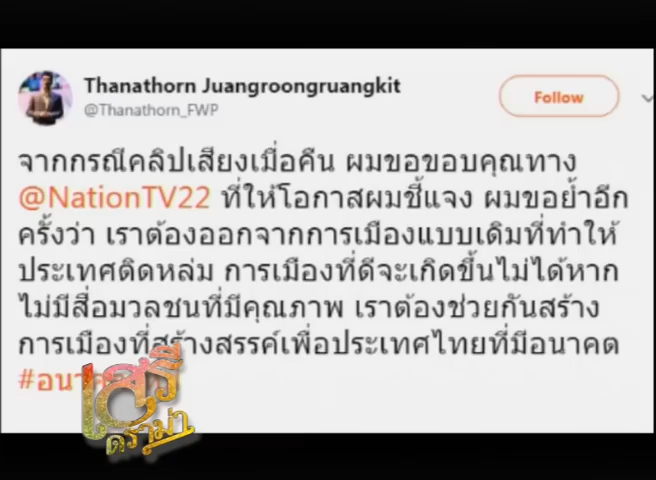 Thanathorn Juangroongruangkit
@Thanathorn_FWP
Follow
จากกรณีคลิปเสียงเมื่อคืน ผมขอขอบคุณทาง
@NationTV22 ที่ให้โอกาสผมชี้แจง ผมขอย้ำอีก
ครั้งว่า เราต้องออกจากการเมืองแบบเดิมที่ทำให้
ประเทศติดหล่ม การเมืองที่ดีจะเกิดขึ้นไม่ได้หาก
ไม่มีสื่อมวลชนที่มีคุณภาพ เราต้องช่วยกันสร้าง
การเมืองที่สร้างสรรค์เพื่อประเทศไทยที่มีอนาคต
เสรี
ดราม่า